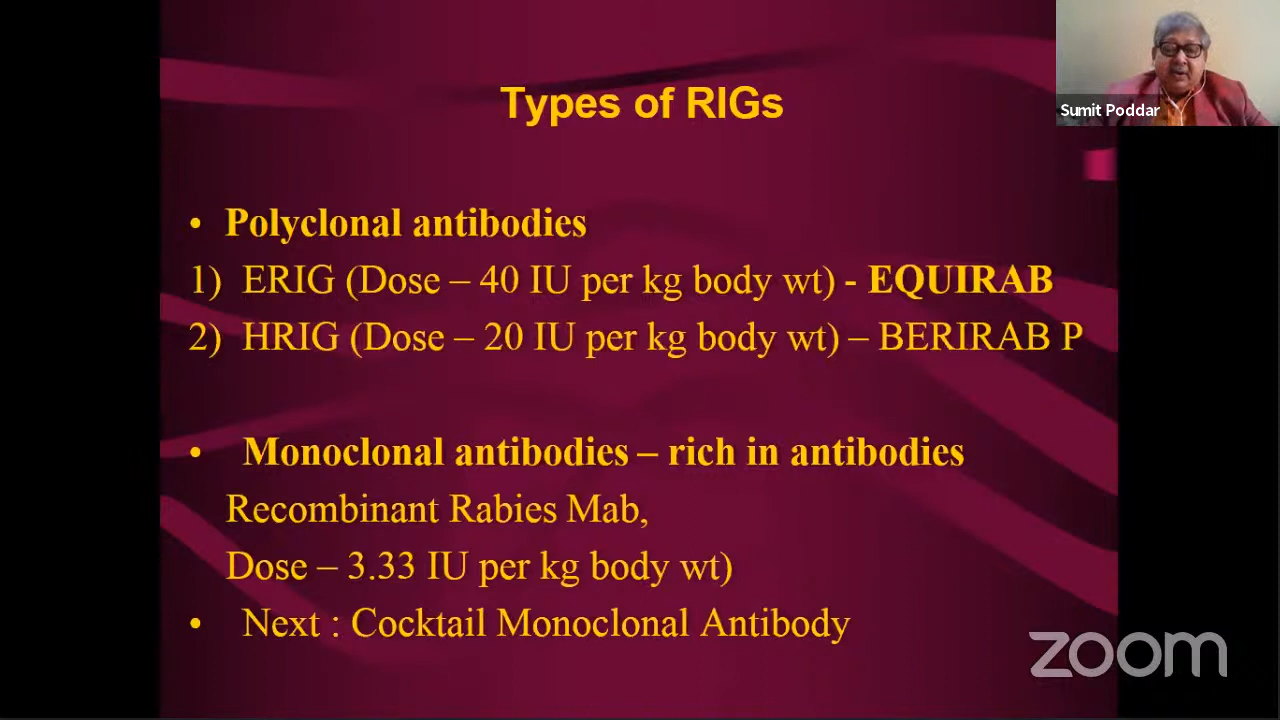 Types of RIGs
Sumit Poddar
• Polyclonal antibodies
1) ERIG (Dose – 40 IU per kg body wt) - EQUIRAB
2) HRIG (Dose – 20 IU per kg body wt) – BERIRAB P
• Monoclonal antibodies – rich in antibodies
Recombinant Rabies Mab,
Dose – 3.33 IU per kg body wt)
• Next : Cocktail Monoclonal Antibody
zoom